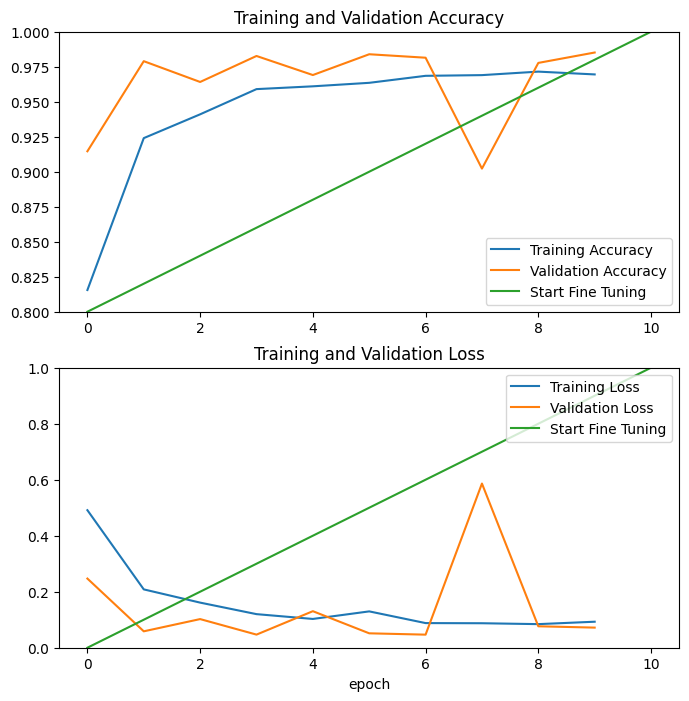 Training and Validation Accuracy
1.000
0.975
0.950
0.925
0.900
0.875
0.850
0.825
0.800
Training Accuracy
Validation Accuracy
Start Fine Tuning
0 2 4 6 8 10
Training and Validation Loss
1.0
0.8
0.6
0.4
0.2
0.0
Training Loss
Validation Loss
Start Fine Tuning
0 2 4 6 8 10
epoch